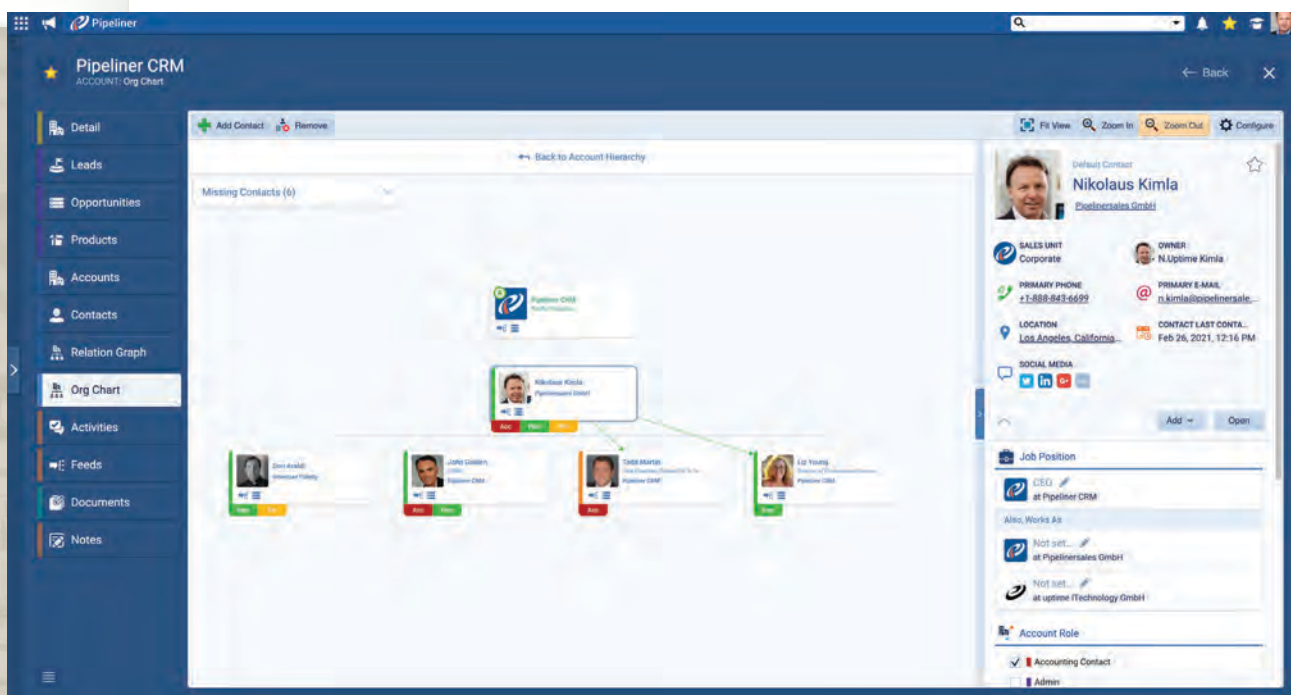 Pipeliner
Pipeliner CRM
ACCOUNT: Org Chart
Back
Detail
Leads
Opportunities
Products
Accounts
Contacts
Relation Graph
Org Chart
Activities
Feeds
Documents
Notes
Add Contact
Remove
Fit View
Zoom In
Zoom Out
Configure
Back to Account Hierarchy
Missing Contacts (6)
Pipeliner CRM
Nikolaus Kimla
Pipelinersales GmbH
Acc
John Golden
Pipeliner CRM
Acc
Todd Martin
Pipeliner CRM
Acc
Liz Young
Pipeliner CRM
Default Contact
Nikolaus Kimla
Pipelinersales GmbH
SALES UNIT
Corporate
OWNER
N.Uptime Kimla
PRIMARY PHONE
+1-888-843-6699
PRIMARY E-MAIL
n.kimla@pipelinersale...
LOCATION
Los Angeles, California...
CONTACT LAST CONTA...
Feb 26, 2021, 12:16 PM
SOCIAL MEDIA
in
G+
Add
Open
Job Position
CEO
at Pipeliner CRM
Also, Works As
Not set...
at Pipelinersales GmbH
Not set...
at uptime ITechnology GmbH
Account Role
Accounting Contact
Admin